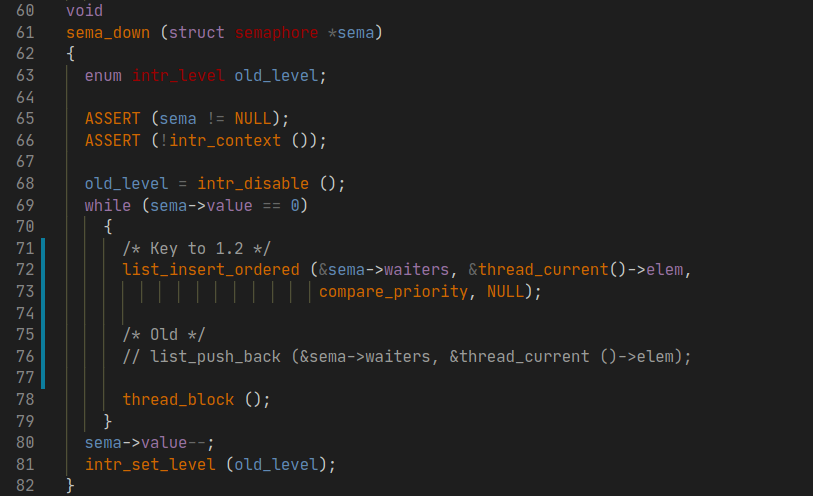 60 void
61 sema_down (struct semaphore *sema)
62 {
63   enum intr_level old_level;
64
65   ASSERT (sema != NULL);
66   ASSERT (!intr_context ());
67
68   old_level = intr_disable ();
69   while (sema->value == 0)
70     {
71       /* Key to 1.2 */
72       list_insert_ordered (&sema->waiters, &thread_current()->elem,
73                            compare_priority, NULL);
74
75       /* Old */
76       // list_push_back (&sema->waiters, &thread_current ()->elem);
77
78       thread_block ();
79     }
80   sema->value--;
81   intr_set_level (old_level);
82 }